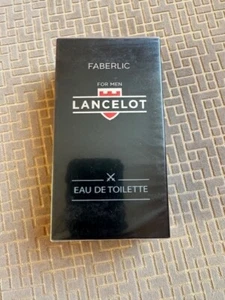 FABERLIC
FOR MEN
LANCELOT
EAU DE TOILETTE